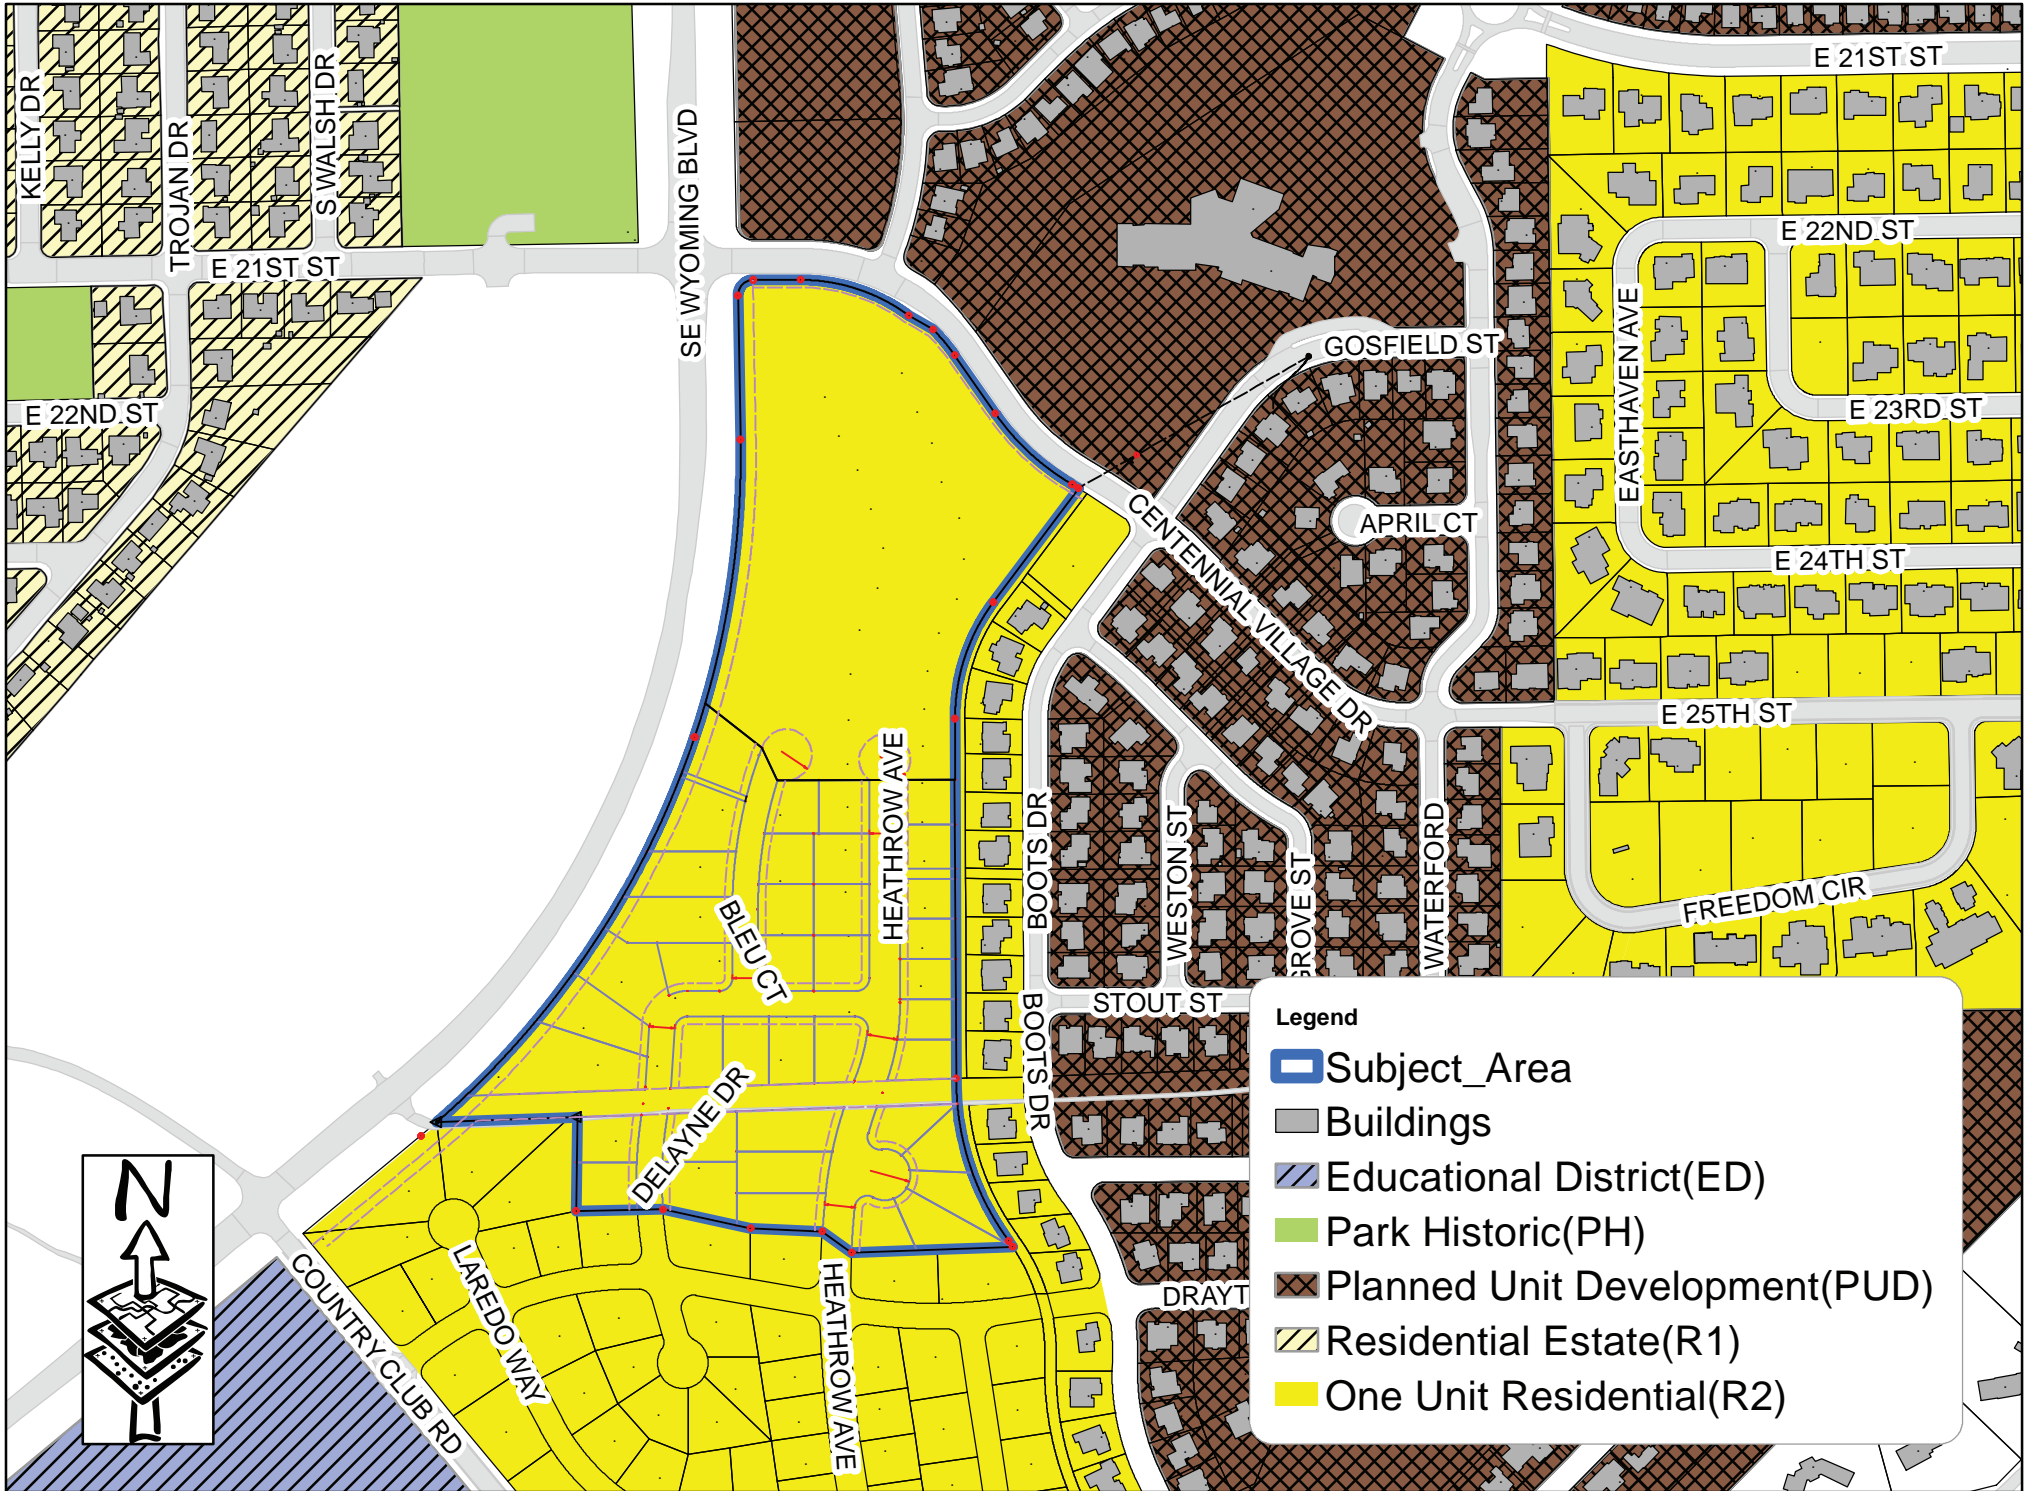 E 21ST ST
KELLY DR
TROJAN DR
S WALSH DR
SE WYOMING BLVD
E 21ST ST
E 22ND ST
E 22ND ST
SE WYOMING BLVD
EASTHAVEN AVE
GOSFIELD ST
E 23RD ST
APRIL CT
CENTENNIAL VILLAGE DR
E 24TH ST
E 25TH ST
HEATHROW AVE
BOOTS DR
WESTON ST
GROVE ST
WATERFORD
FREEDOM CIR
BLEU CT
STOUT ST
BOOTS DR
DELAYNE DR
LAREDO WAY
COUNTRY CLUB RD
HEATHROW AVE
DRAYT
N
Legend
Subject_Area
Buildings
Educational District(ED)
Park Historic(PH)
Planned Unit Development(PUD)
Residential Estate(R1)
One Unit Residential(R2)